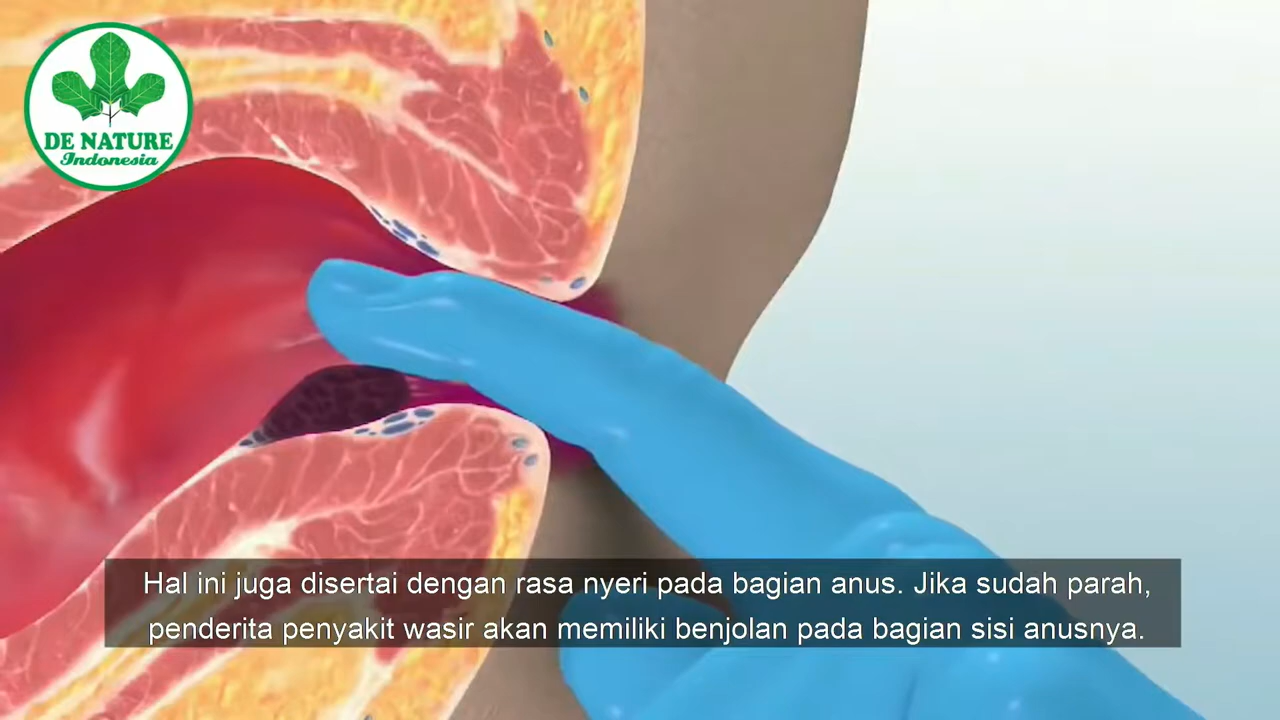 DE NATURE
Indonesia
Hal ini juga disertai dengan rasa nyeri pada bagian anus. Jika sudah parah,
penderita penyakit wasir akan memiliki benjolan pada bagian sisi anusnya.